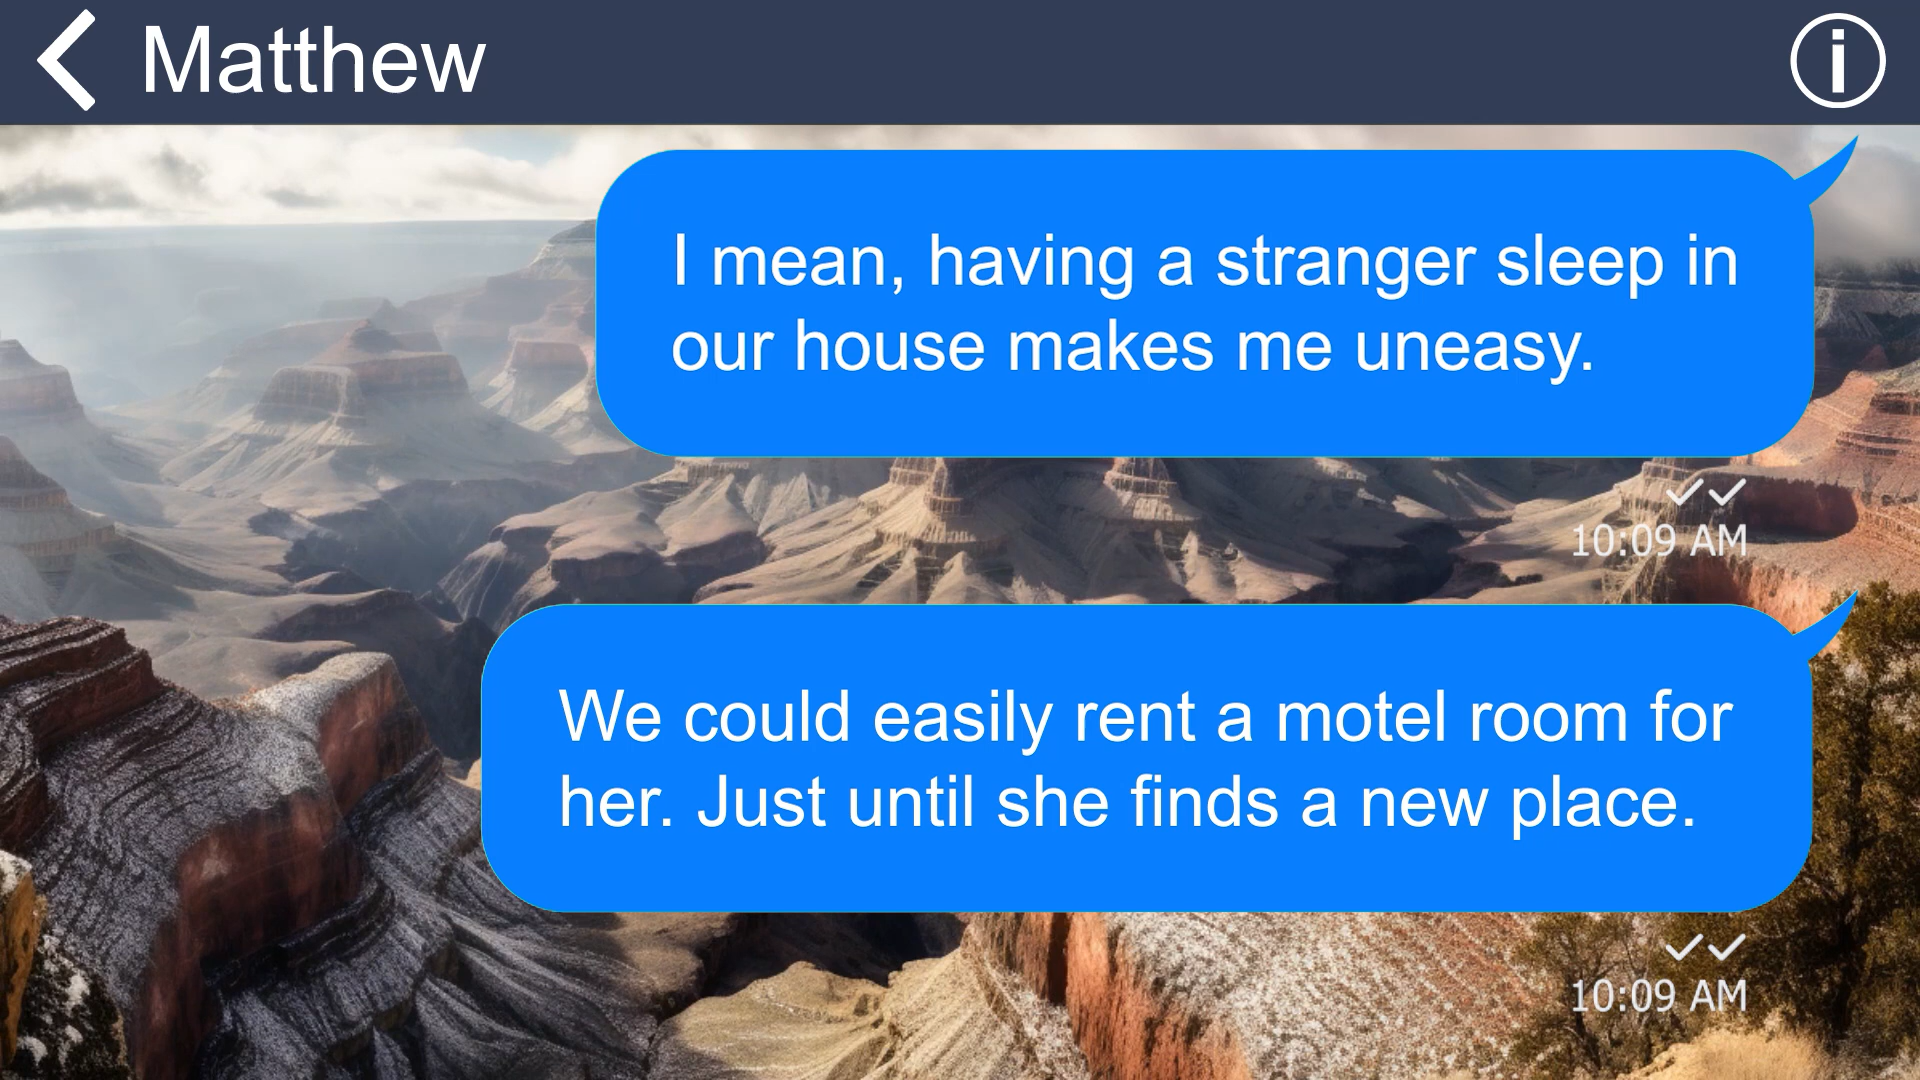 Matthew
I mean, having a stranger sleep in
our house makes me uneasy.
10:09 AM
We could easily rent a motel room for
her. Just until she finds a new place.
10:09 AM